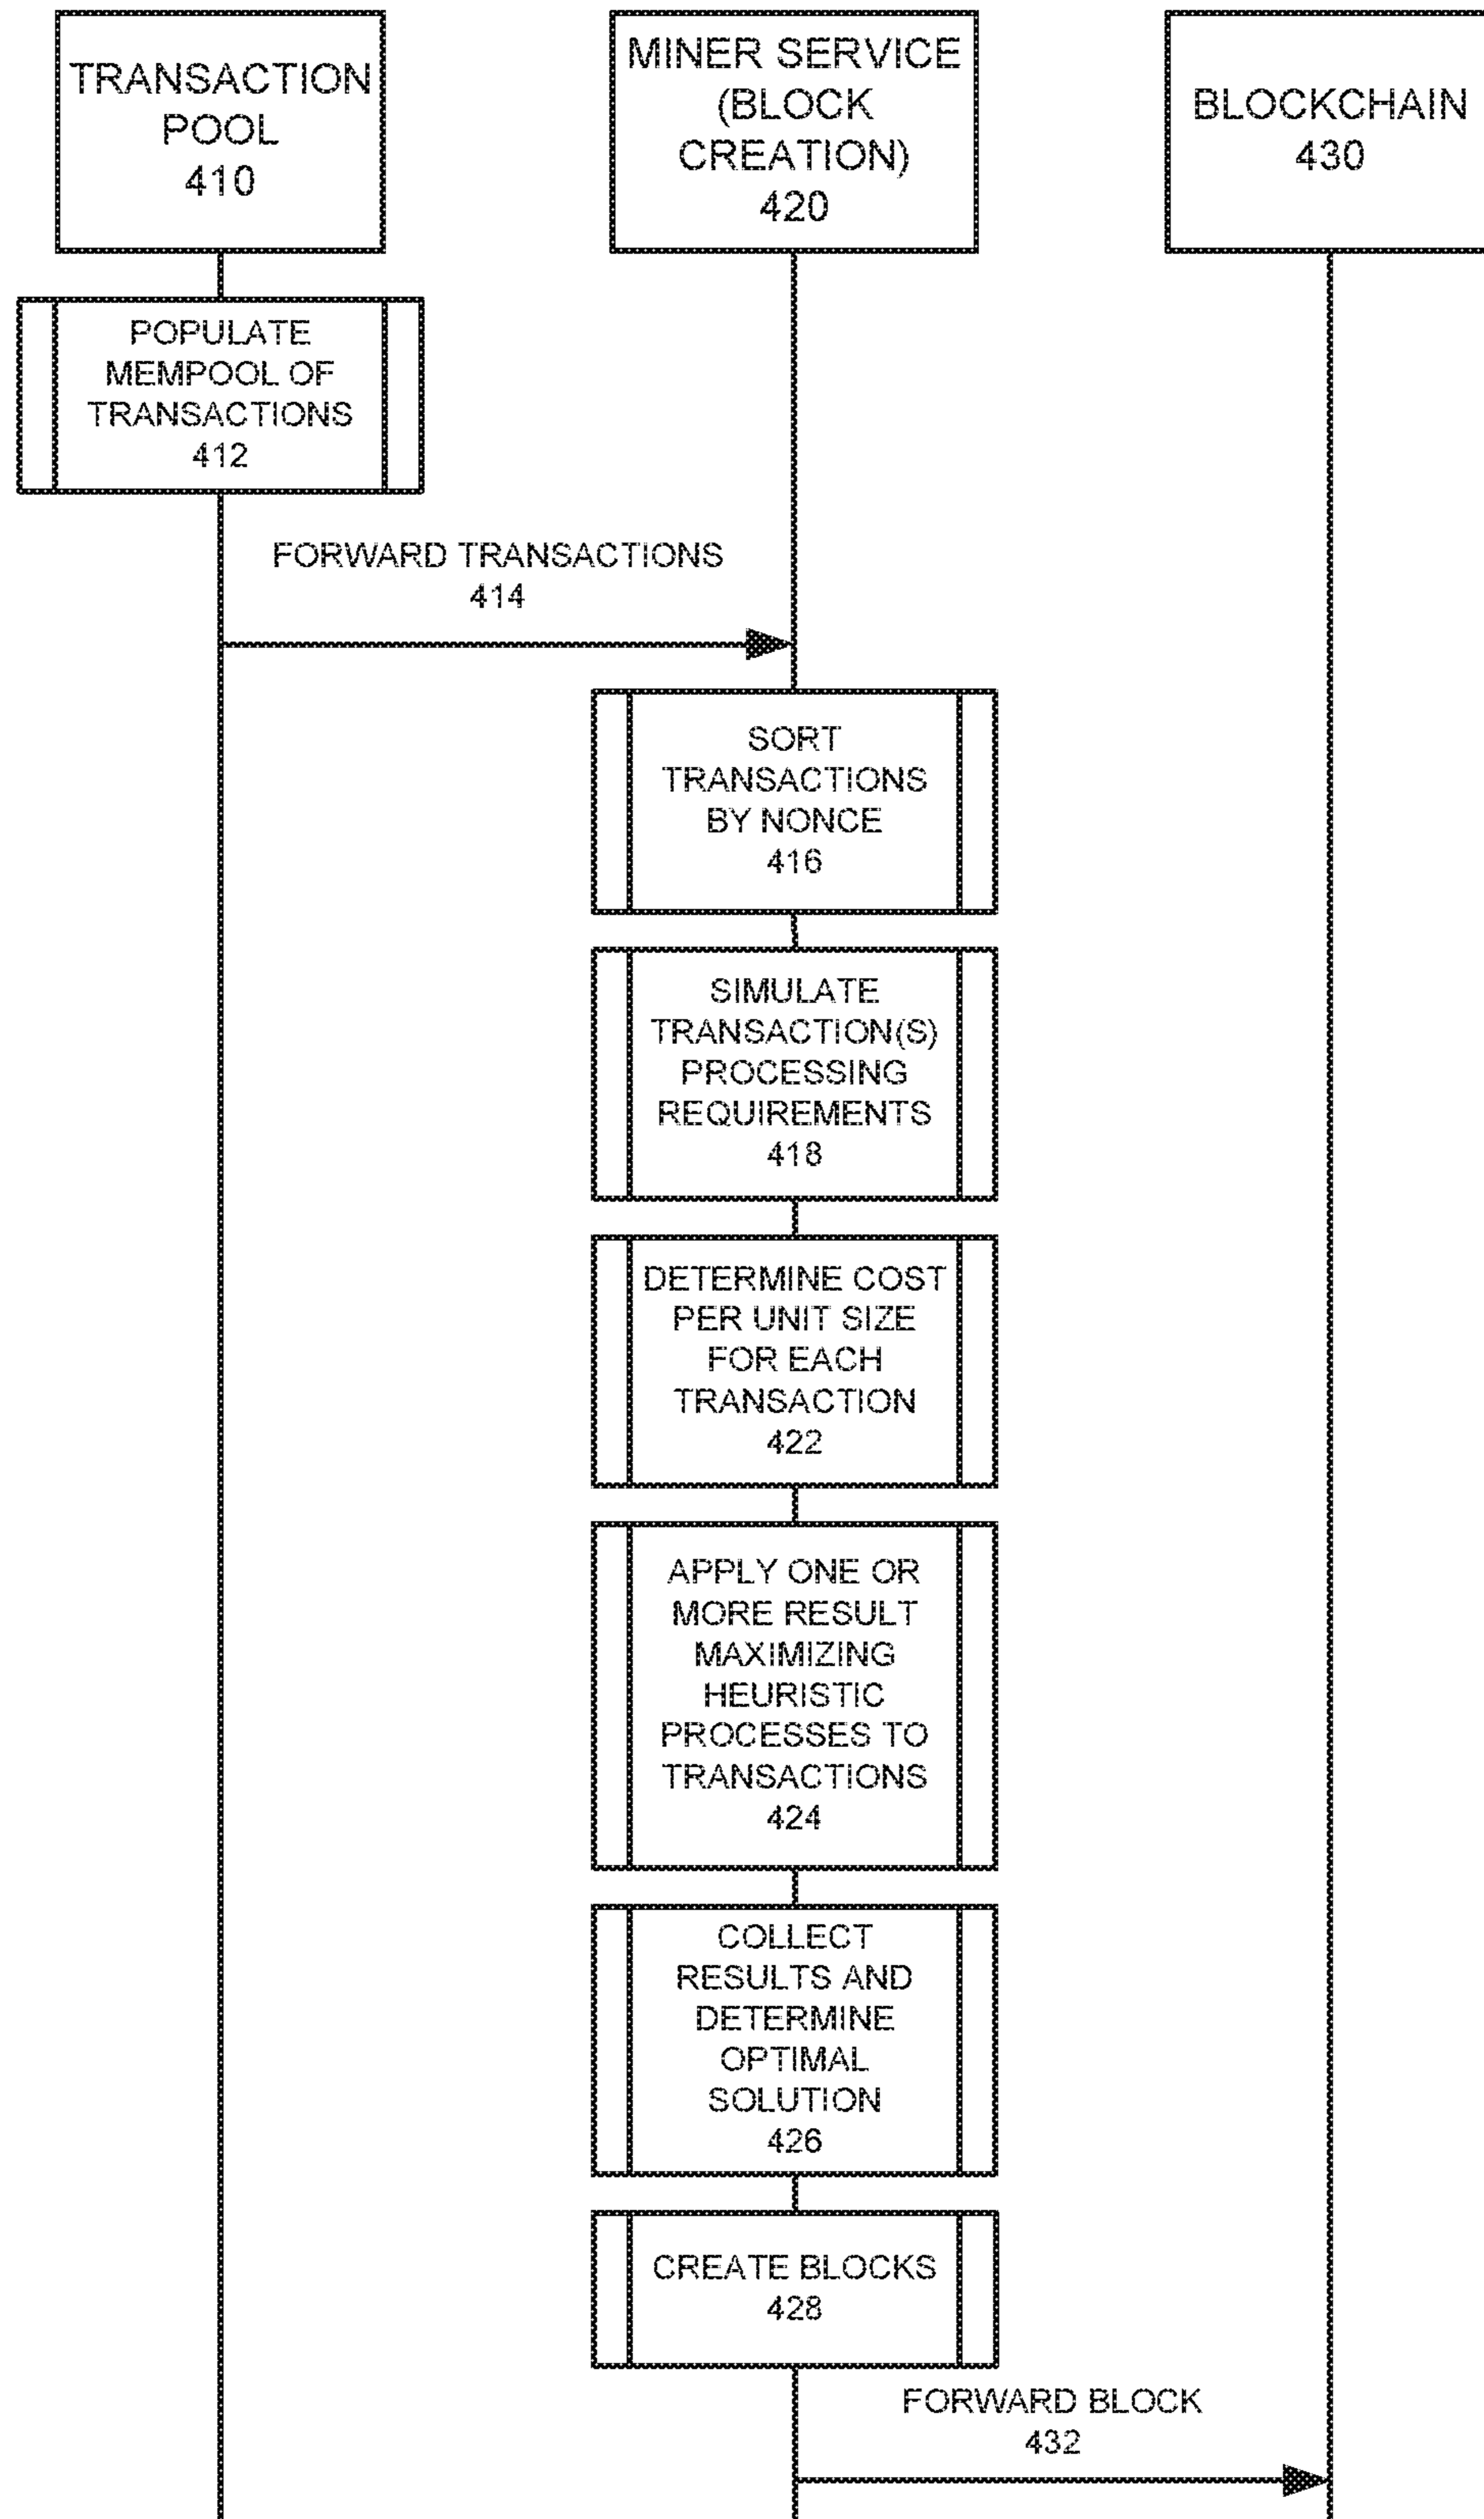 TRANSACTION
POOL
410
MINER SERVICE
(BLOCK
CREATION)
420
BLOCKCHAIN
430
POPULATE
MEMPOOL OF
TRANSACTIONS
412
FORWARD TRANSACTIONS
414
SORT
TRANSACTIONS
BY NONCE
416
SIMULATE
TRANSACTION(S)
PROCESSING
REQUIREMENTS
418
DETERMINE COST
PER UNIT SIZE
FOR EACH
TRANSACTION
422
APPLY ONE OR
MORE RESULT
MAXIMIZING
HEURISTIC
PROCESSES TO
TRANSACTIONS
424
COLLECT
RESULTS AND
DETERMINE
OPTIMAL
SOLUTION
426
CREATE BLOCKS
428
FORWARD BLOCK
432